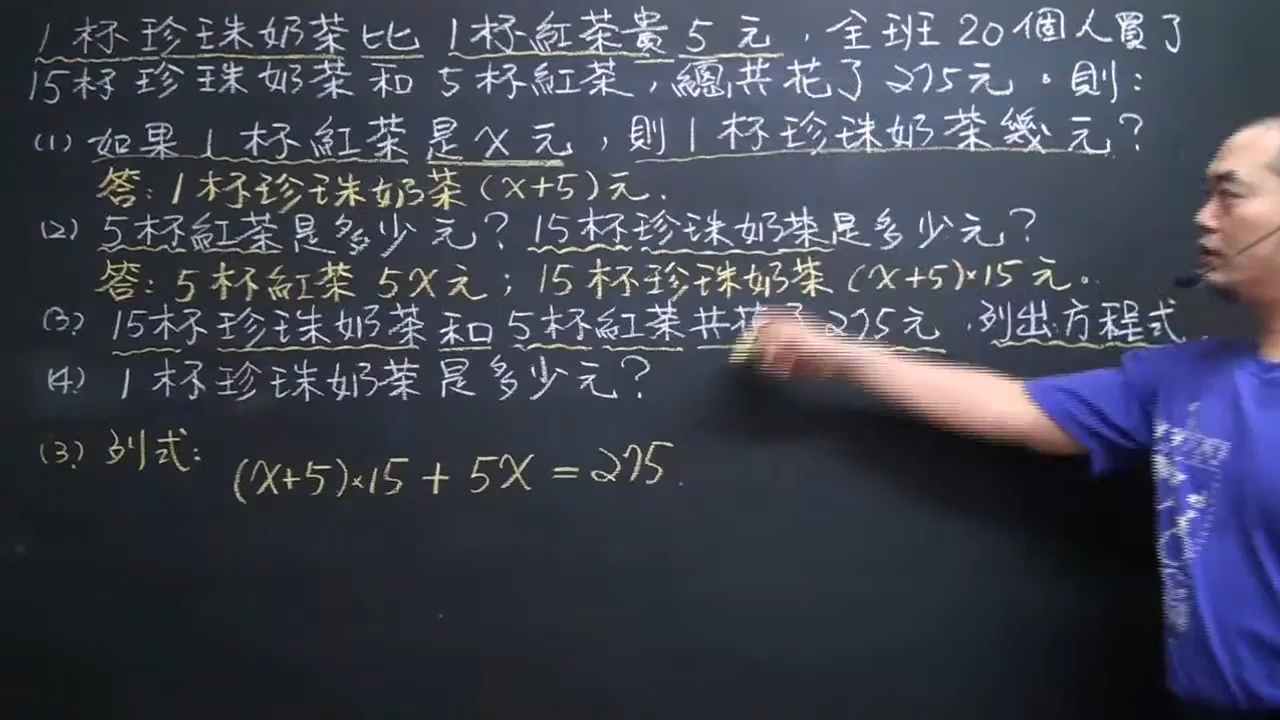 1杯珍珠奶茶比1杯紅茶貴5元，全班20個人買了
15杯珍珠奶茶和5杯紅茶，總共花了275元。則：
(1) 如果1杯紅茶是x元，則1杯珍珠奶茶幾元？
答：1杯珍珠奶茶(x+5)元.
(2) 5杯紅茶是多少元？15杯珍珠奶茶是多少元？
答：5杯紅茶 5x元；15杯珍珠奶茶 (x+5)×15元。
(3) 15杯珍珠奶茶和5杯紅茶共花了275元，列出方程式.
(4) 1杯珍珠奶茶是多少元？
(3) 列式： (x+5)×15 + 5x = 275.